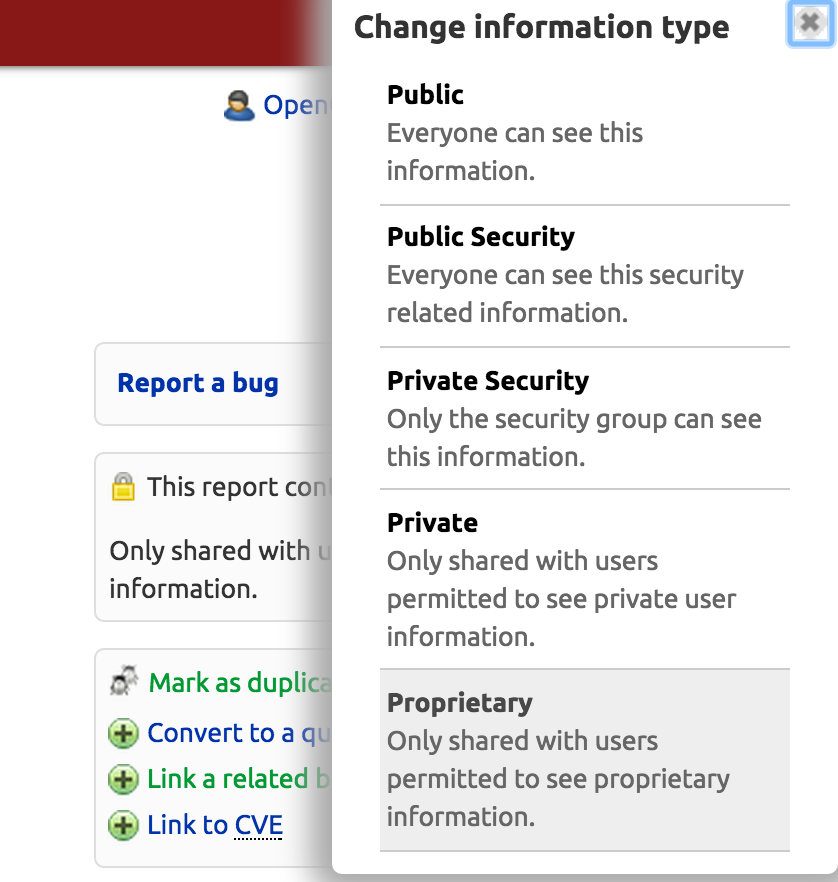 Change information type
Open
Public
Everyone can see this
information.
Public Security
Everyone can see this security
related information.
Report a bug
Private Security
Only the security group can see
this information.
This report con
Private
Only shared with users
permitted to see private user
information.
Only shared with u
information.
Mark as duplica
Convert to a qu
Link a related b
Link to CVE
Proprietary
Only shared with users
permitted to see proprietary
information.